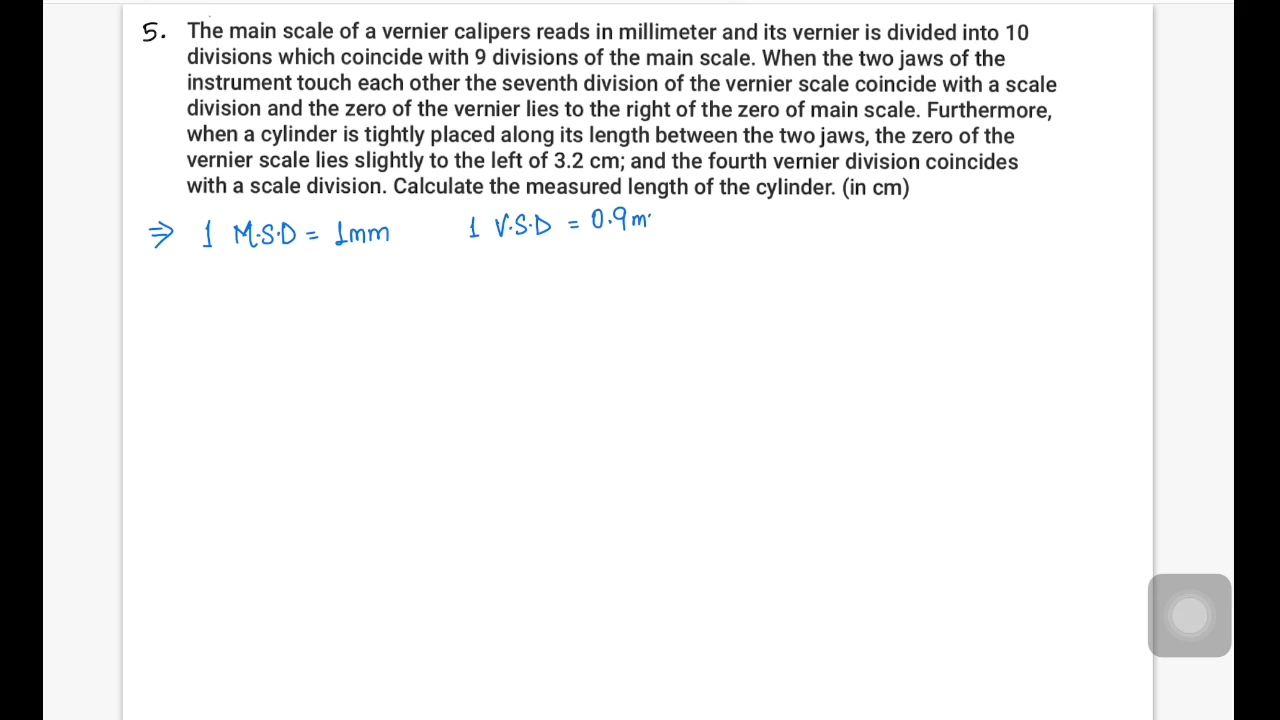 5. The main scale of a vernier calipers reads in millimeter and its vernier is divided into 10
divisions which coincide with 9 divisions of the main scale. When the two jaws of the
instrument touch each other the seventh division of the vernier scale coincide with a scale
division and the zero of the vernier lies to the right of the zero of main scale. Furthermore,
when a cylinder is tightly placed along its length between the two jaws, the zero of the
vernier scale lies slightly to the left of 3.2 cm; and the fourth vernier division coincides
with a scale division. Calculate the measured length of the cylinder. (in cm)
⇒ 1 M.S.D = 1mm 1 V.S.D = 0.9m